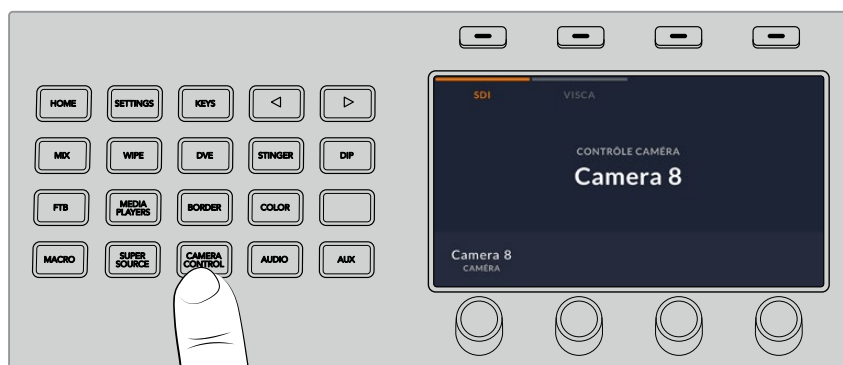 HOME SETTINGS KEYS
MIX WIPE DVE STINGER DIP
FTB MEDIA PLAYERS BORDER COLOR
MACRO SUPER SOURCE CAMERA CONTROL AUDIO AUX
SDI VISCA
CONTRÔLE CAMÉRA
Camera 8
Camera 8
CAMÉRA